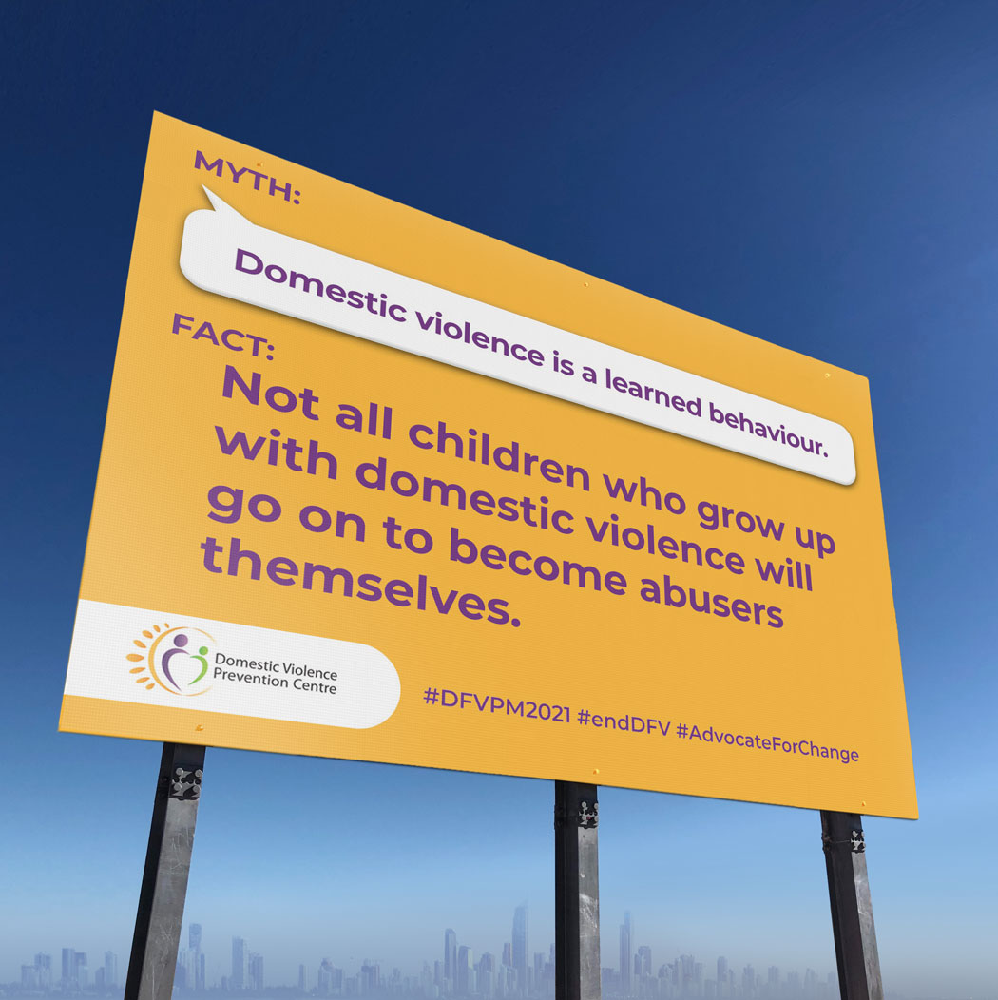 MYTH:
Domestic violence is a learned behaviour.
FACT:
Not all children who grow up
with domestic violence will
go on to become abusers
themselves.
Domestic Violence
Prevention Centre
#DFVPM2021 #endDFV #AdvocateForChange